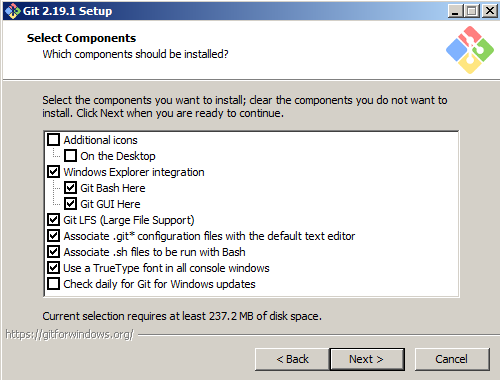 Git 2.19.1 Setup
Select Components
Which components should be installed?
Select the components you want to install; clear the components you do not want to
install. Click Next when you are ready to continue.
Additional icons
On the Desktop
Windows Explorer integration
Git Bash Here
Git GUI Here
Git LFS (Large File Support)
Associate .git* configuration files with the default text editor
Associate .sh files to be run with Bash
Use a TrueType font in all console windows
Check daily for Git for Windows updates
Current selection requires at least 237.2 MB of disk space.
https://gitforwindows.org/
< Back
Next >
Cancel